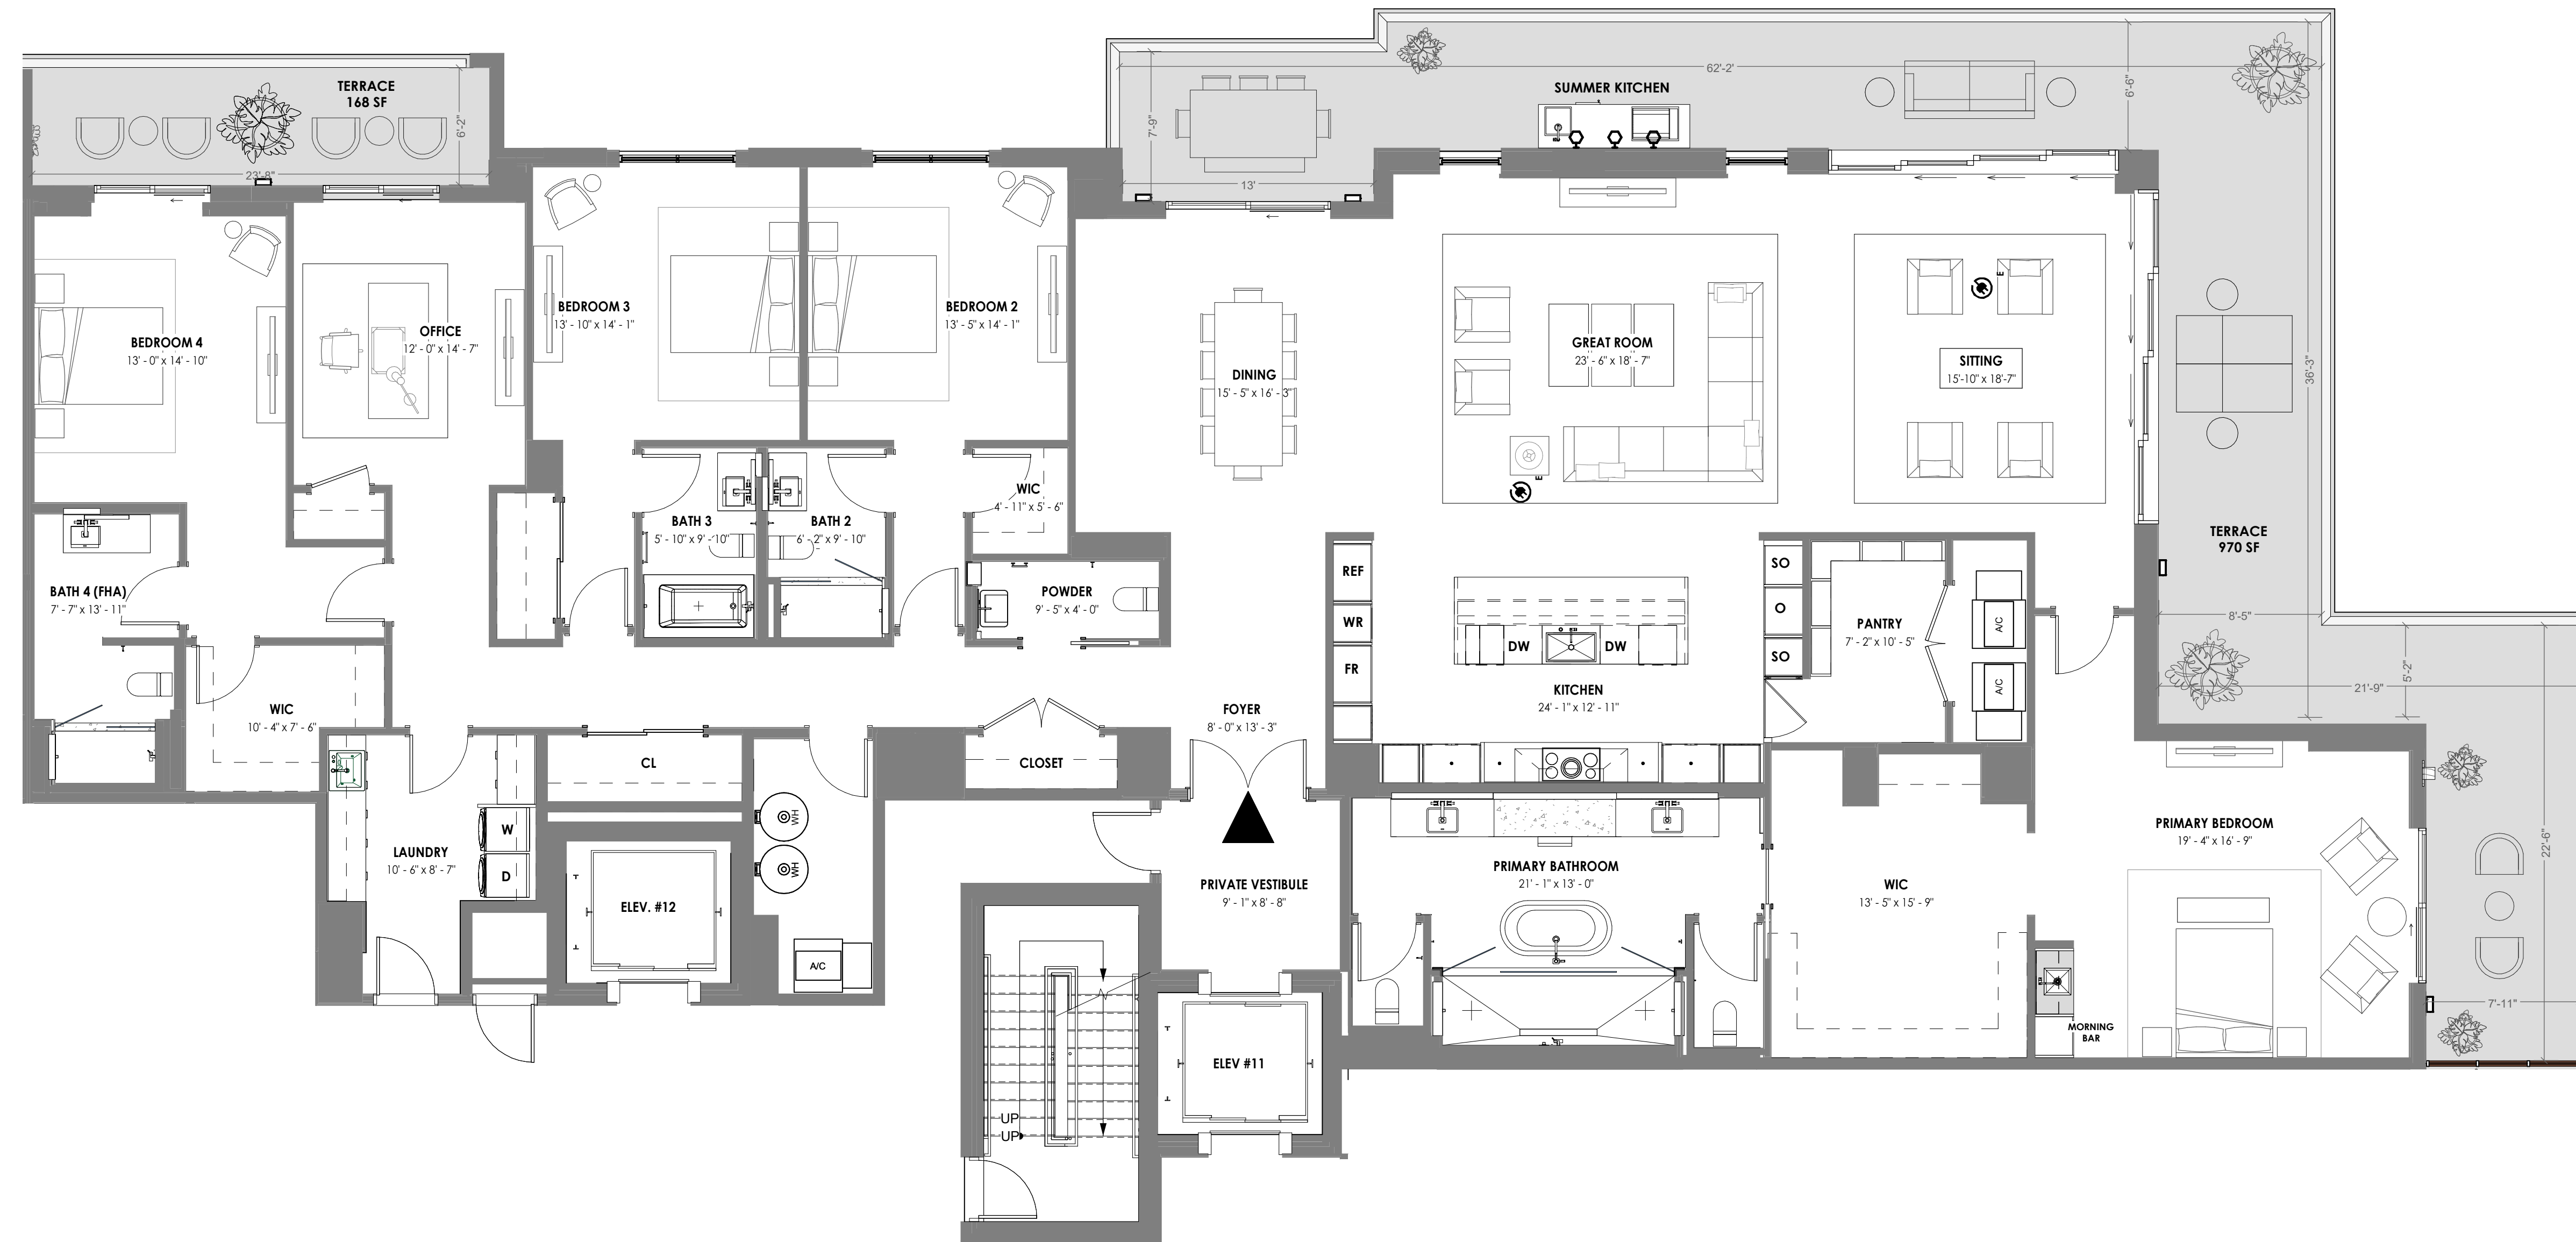 TERRACE
168 SF
6'-2"
23'-8"
BEDROOM 4
13' - 0" x 14' - 10"
OFFICE
12' - 0" x 14' - 7"
BEDROOM 3
13' - 10" x 14' - 1"
BEDROOM 2
13' - 5" x 14' - 1"
7'-9"
13'
62'-2'
SUMMER KITCHEN
6'-6"
36'-3"
DINING
15' - 5" x 16' - 3"
GREAT ROOM
23' - 6" x 18' - 7"
SITTING
15'-10" x 18'-7"
E
E
TERRACE
970 SF
8'-5"
21'-9"
5'-2"
22'-6"
7'-11"
BATH 4 (FHA)
7' - 7" x 13' - 11"
WIC
10' - 4" x 7' - 6"
BATH 3
5' - 10" x 9' - 10"
BATH 2
6' - 2" x 9' - 10"
WIC
4' - 11" x 5' - 6"
POWDER
9' - 5" x 4' - 0"
FOYER
8' - 0" x 13' - 3"
REF
WR
FR
DW
DW
KITCHEN
24' - 1" x 12' - 11"
SO
O
SO
PANTRY
7' - 2" x 10' - 5"
A/C
A/C
CL
CLOSET
LAUNDRY
10' - 6" x 8' - 7"
W
D
ELEV. #12
WH
WH
A/C
PRIVATE VESTIBULE
9' - 1" x 8' - 8"
UP
UP
ELEV #11
PRIMARY BATHROOM
21' - 1" x 13' - 0"
WIC
13' - 5" x 15' - 9"
PRIMARY BEDROOM
19' - 4" x 16' - 9"
MORNING
BAR